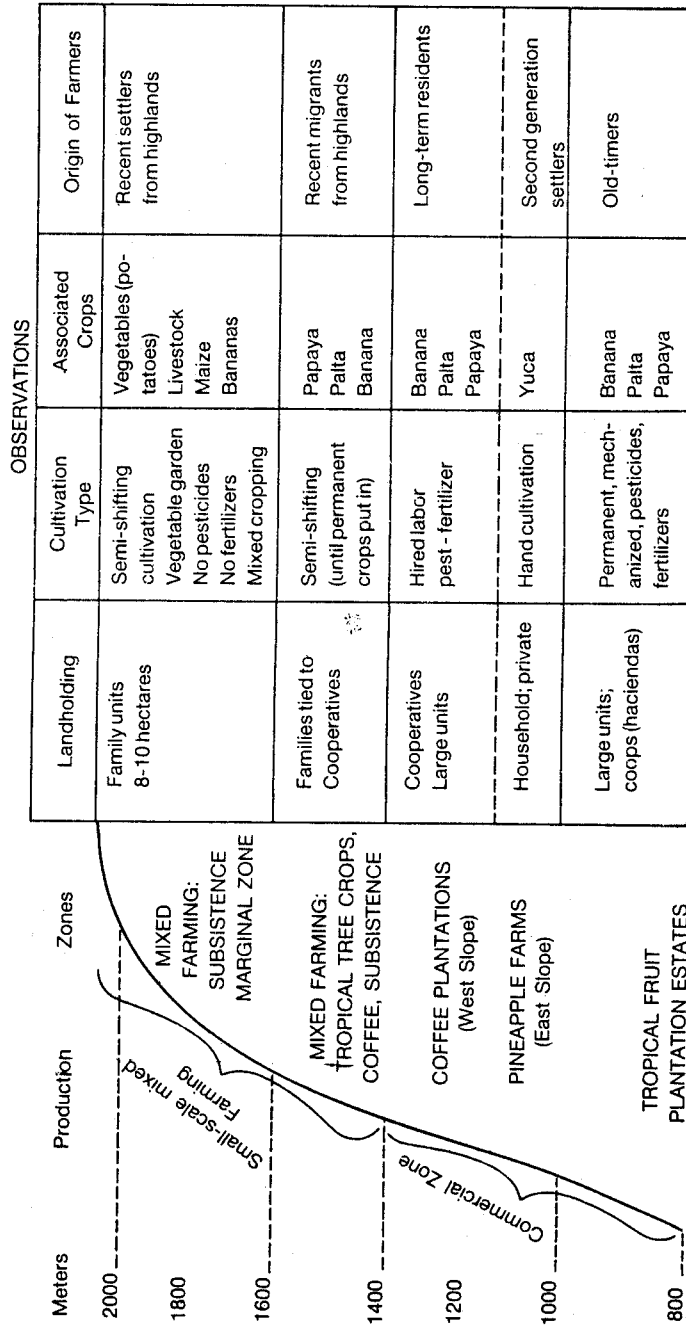 OBSERVATIONS
Meters
Production
Zones
Landholding
Cultivation
Type
Associated
Crops
Origin of Farmers
2000
1800
1600
1400
1200
1000
800
Small-scale mixed
Farming
Commercial Zone
MIXED
FARMING:
SUBSISTENCE
MARGINAL ZONE
Family units
8-10 hectares
Semi-shifting
cultivation
Vegetable garden
No pesticides
No fertilizers
Mixed cropping
Vegetables (po-
tatoes)
Livestock
Maize
Bananas
Recent settlers
from highlands
MIXED FARMING:
TROPICAL TREE CROPS,
COFFEE, SUBSISTENCE
Families tied to
Cooperatives
Semi-shifting
(until permanent
crops put in)
Papaya
Palta
Banana
Recent migrants
from highlands
COFFEE PLANTATIONS
(West Slope)
Cooperatives
Large units
Hired labor
pest - fertilizer
Banana
Palta
Papaya
Long-term residents
PINEAPPLE FARMS
(East Slope)
Household; private
Hand cultivation
Yuca
Second generation
settlers
TROPICAL FRUIT
PLANTATION ESTATES
Large units;
coops (haciendas)
Permanent, mech-
anized, pesticides,
fertilizers
Banana
Palta
Papaya
Old-timers